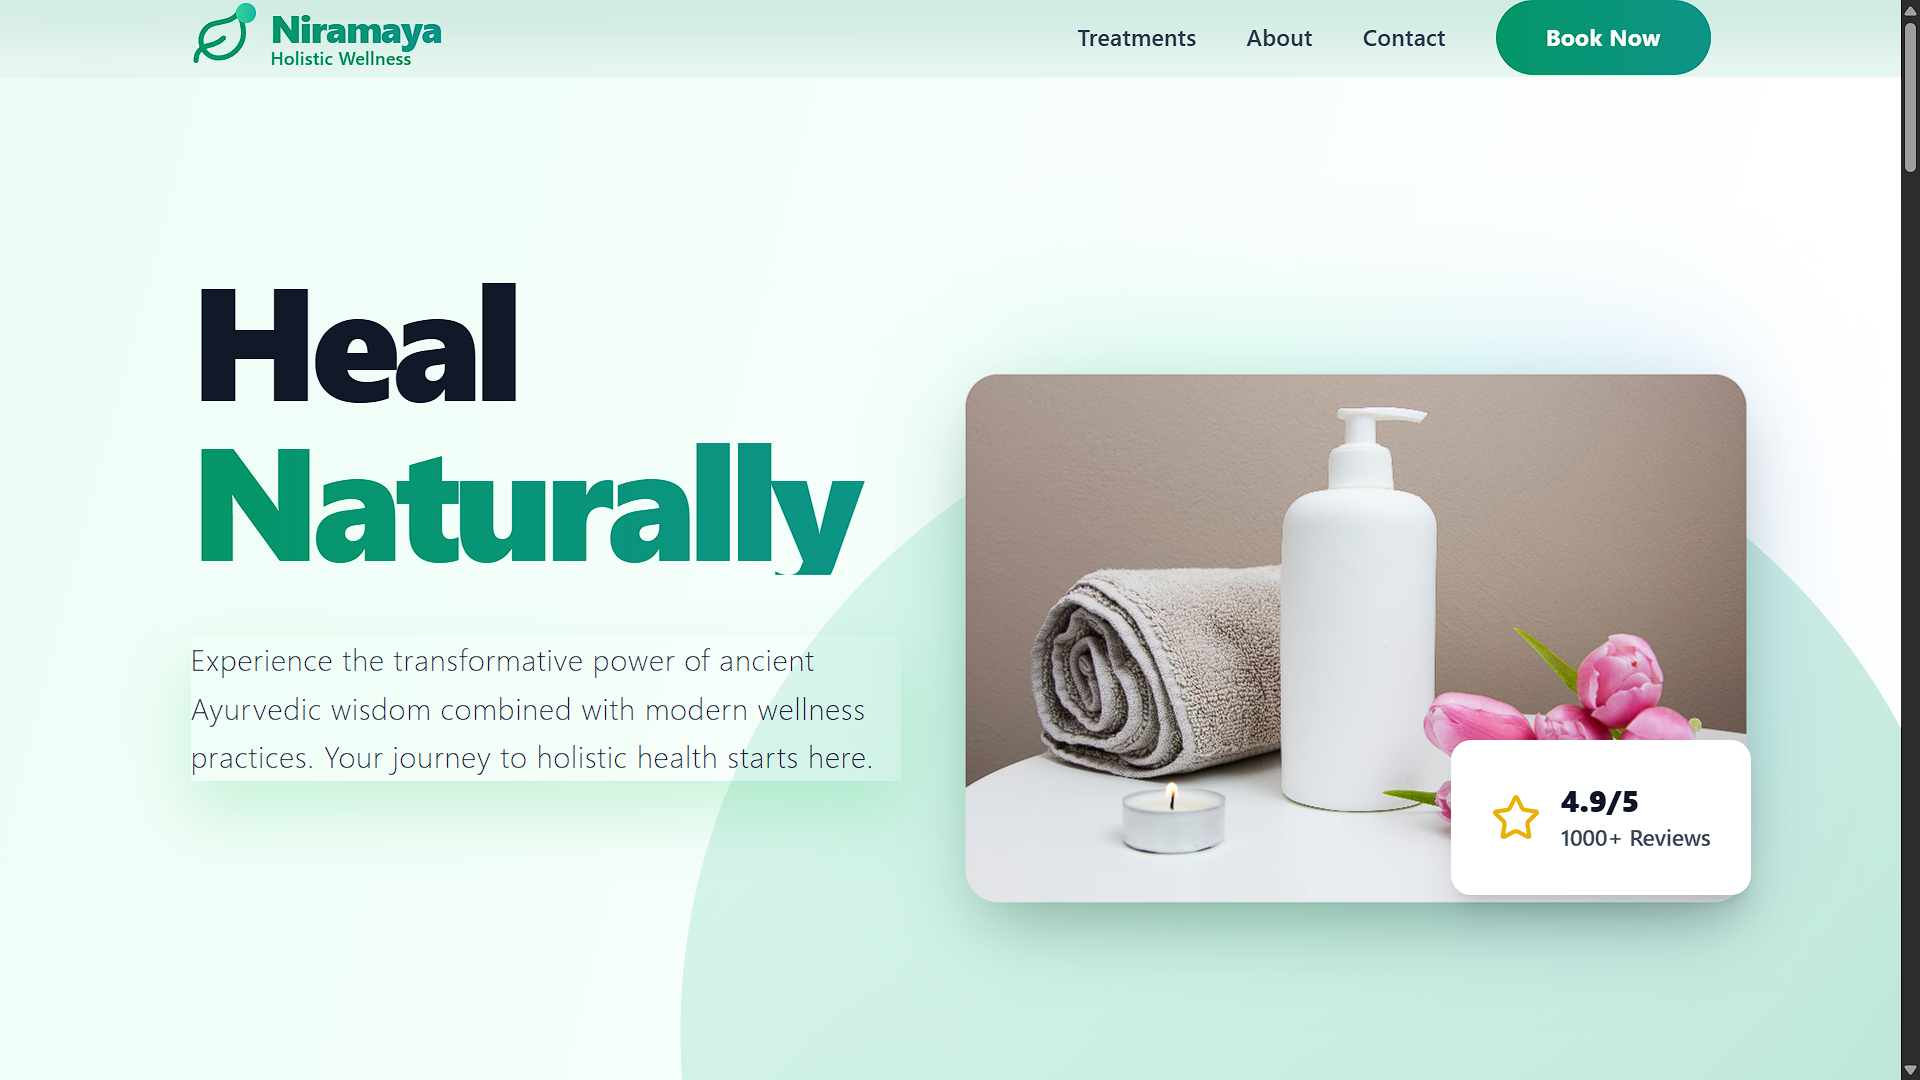 Niramaya
Holistic Wellness
Treatments
About
Contact
Book Now
Heal
Naturally
Experience the transformative power of ancient
Ayurvedic wisdom combined with modern wellness
practices. Your journey to holistic health starts here.
4.9/5
1000+ Reviews